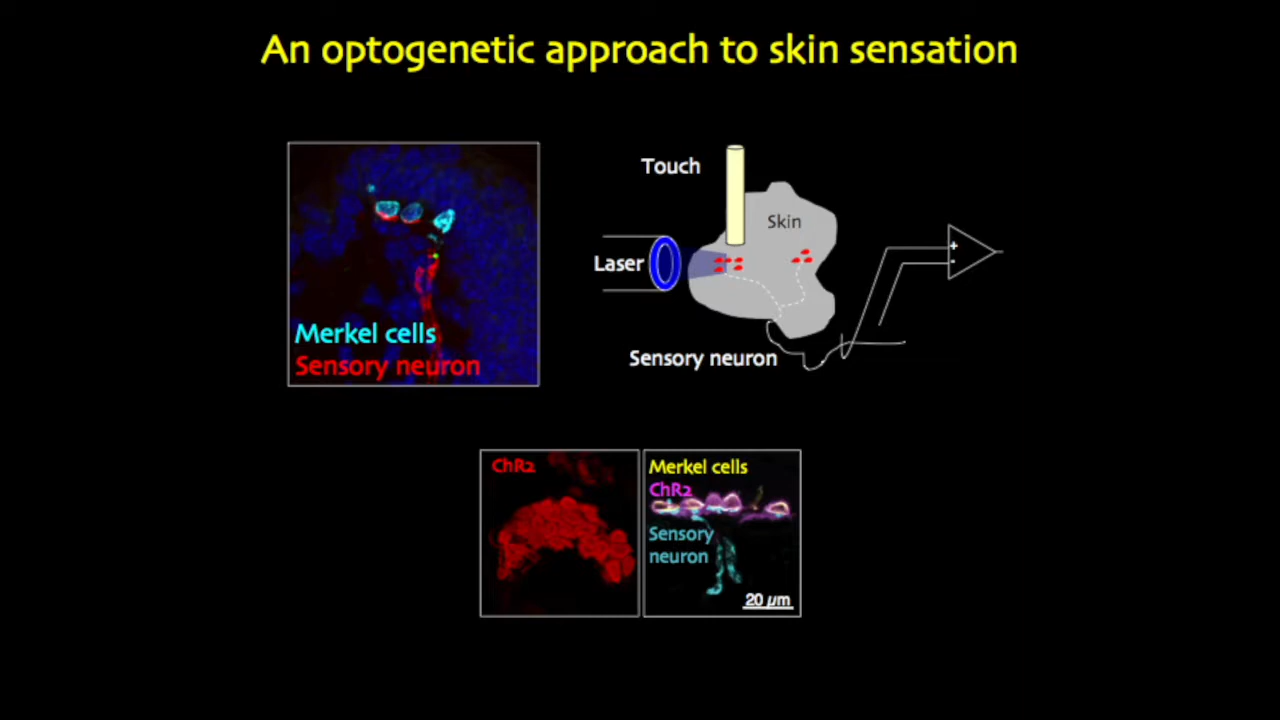 An optogenetic approach to skin sensation
Merkel cells
Sensory neuron
Touch
Skin
Laser
+
-
Sensory neuron
ChR2
Merkel cells
ChR2
Sensory
neuron
20 µm